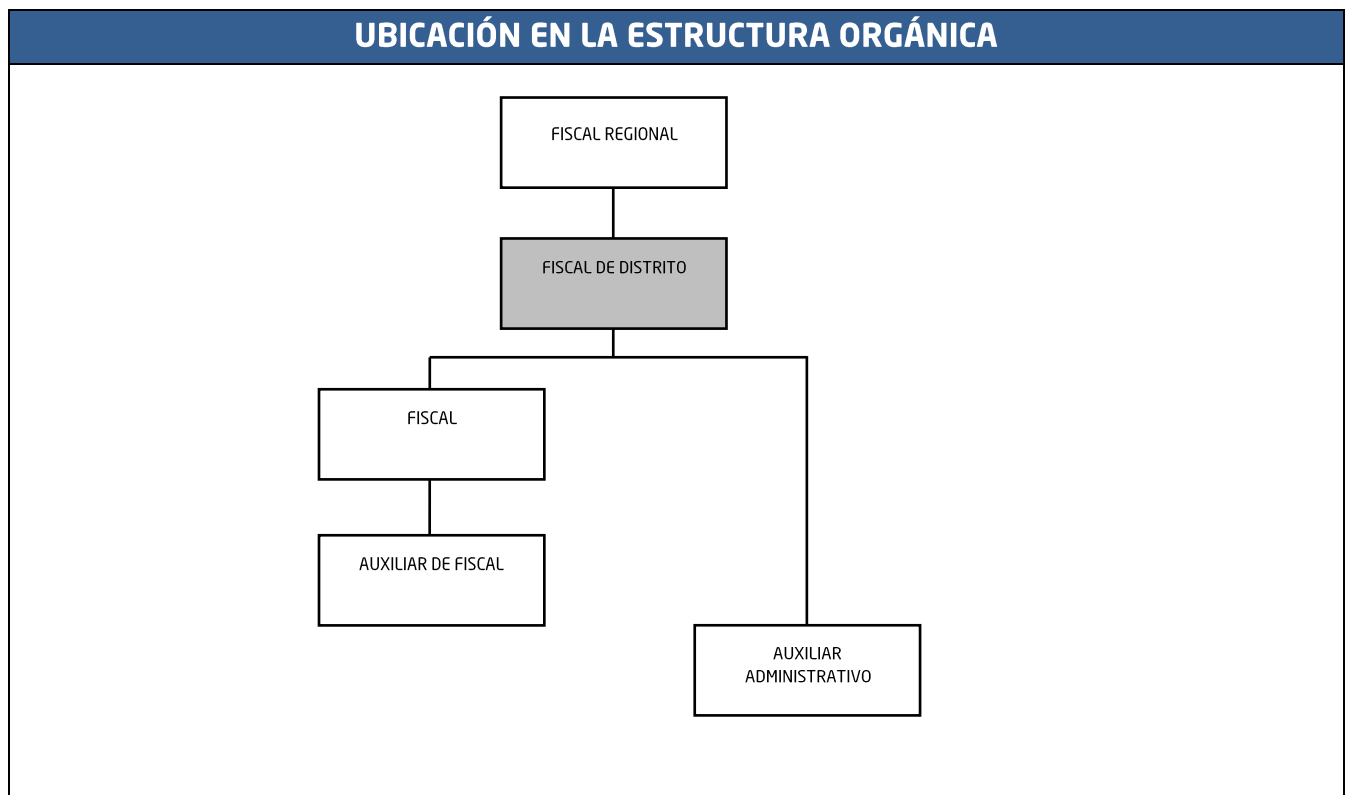 UBICACIÓN EN LA ESTRUCTURA ORGÁNICA
FISCAL REGIONAL
FISCAL DE DISTRITO
FISCAL
AUXILIAR DE FISCAL
AUXILIAR
ADMINISTRATIVO